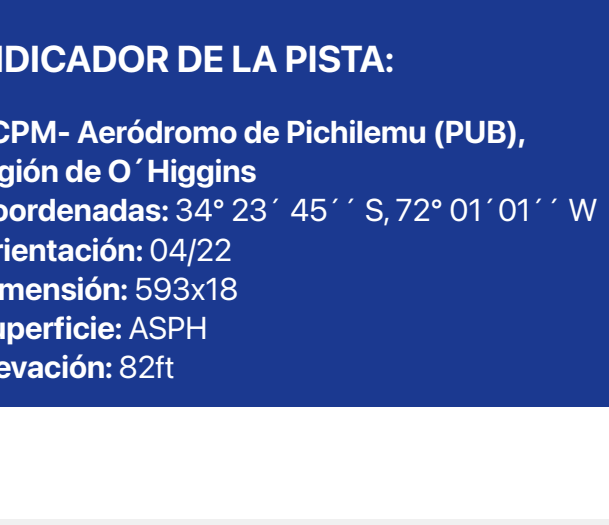 NDICADOR DE LA PISTA:
CPM- Aeródromo de Pichilemu (PUB),
gión de O´Higgins
oordenadas: 34° 23´ 45´´ S, 72° 01´01´´ W
rientación: 04/22
mensión: 593x18
uperficie: ASPH
evación: 82ft